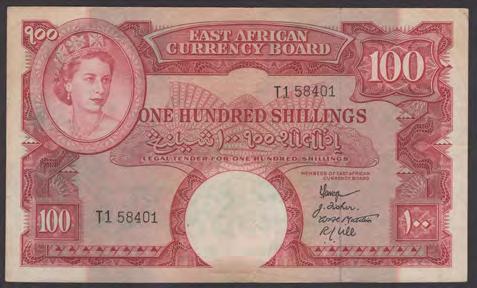 ૧૦૦
EAST AFRICAN
CURRENCY BOARD
100
T1 58401
ONE HUNDRED SHILLINGS
LEGAL TENDER FOR ONE HUNDRED SHILLINGS
MEMBERS OF EAST AFRICAN
CURRENCY BOARD
100
T1 58401
١٠٠